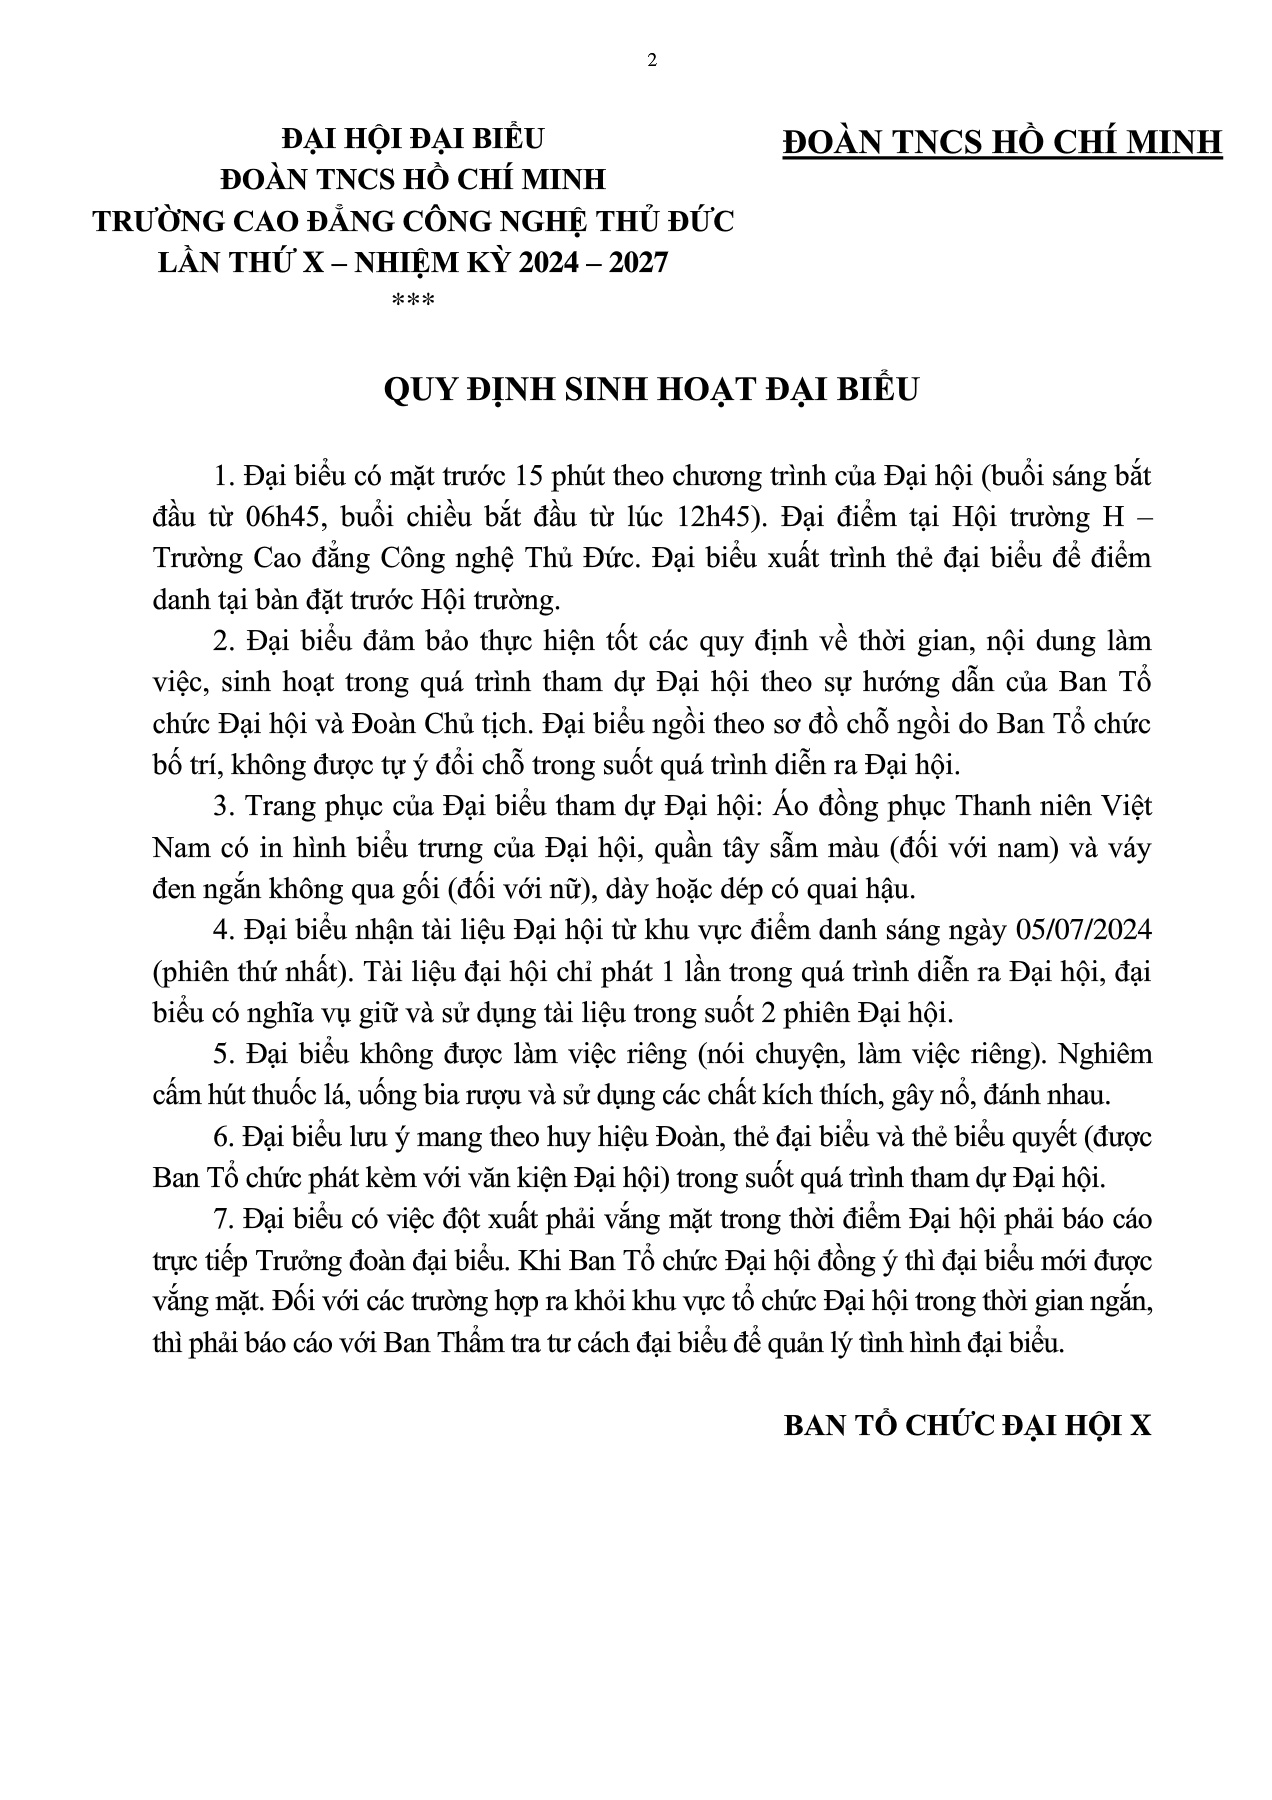 2
ĐẠI HỘI ĐẠI BIỂU
ĐOÀN TNCS HỒ CHÍ MINH
TRƯỜNG CAO ĐẲNG CÔNG NGHỆ THỦ ĐỨC
LẦN THỨ X – NHIỆM KỲ 2024 – 2027
***
ĐOÀN TNCS HỒ CHÍ MINH
QUY ĐỊNH SINH HOẠT ĐẠI BIỂU
1. Đại biểu có mặt trước 15 phút theo chương trình của Đại hội (buổi sáng bắt
đầu từ 06h45, buổi chiều bắt đầu từ lúc 12h45). Đại điểm tại Hội trường H –
Trường Cao đẳng Công nghệ Thủ Đức. Đại biểu xuất trình thẻ đại biểu để điểm
danh tại bàn đặt trước Hội trường.
2. Đại biểu đảm bảo thực hiện tốt các quy định về thời gian, nội dung làm
việc, sinh hoạt trong quá trình tham dự Đại hội theo sự hướng dẫn của Ban Tổ
chức Đại hội và Đoàn Chủ tịch. Đại biểu ngồi theo sơ đồ chỗ ngồi do Ban Tổ chức
bố trí, không được tự ý đổi chỗ trong suốt quá trình diễn ra Đại hội.
3. Trang phục của Đại biểu tham dự Đại hội: Áo đồng phục Thanh niên Việt
Nam có in hình biểu trưng của Đại hội, quần tây sẫm màu (đối với nam) và váy
đen ngắn không qua gối (đối với nữ), dày hoặc dép có quai hậu.
4. Đại biểu nhận tài liệu Đại hội từ khu vực điểm danh sáng ngày 05/07/2024
(phiên thứ nhất). Tài liệu đại hội chỉ phát 1 lần trong quá trình diễn ra Đại hội, đại
biểu có nghĩa vụ giữ và sử dụng tài liệu trong suốt 2 phiên Đại hội.
5. Đại biểu không được làm việc riêng (nói chuyện, làm việc riêng). Nghiêm
cấm hút thuốc lá, uống bia rượu và sử dụng các chất kích thích, gây nổ, đánh nhau.
6. Đại biểu lưu ý mang theo huy hiệu Đoàn, thẻ đại biểu và thẻ biểu quyết (được
Ban Tổ chức phát kèm với văn kiện Đại hội) trong suốt quá trình tham dự Đại hội.
7. Đại biểu có việc đột xuất phải vắng mặt trong thời điểm Đại hội phải báo cáo
trực tiếp Trưởng đoàn đại biểu. Khi Ban Tổ chức Đại hội đồng ý thì đại biểu mới được
vắng mặt. Đối với các trường hợp ra khỏi khu vực tổ chức Đại hội trong thời gian ngắn,
thì phải báo cáo với Ban Thẩm tra tư cách đại biểu để quản lý tình hình đại biểu.
BAN TỔ CHỨC ĐẠI HỘI X